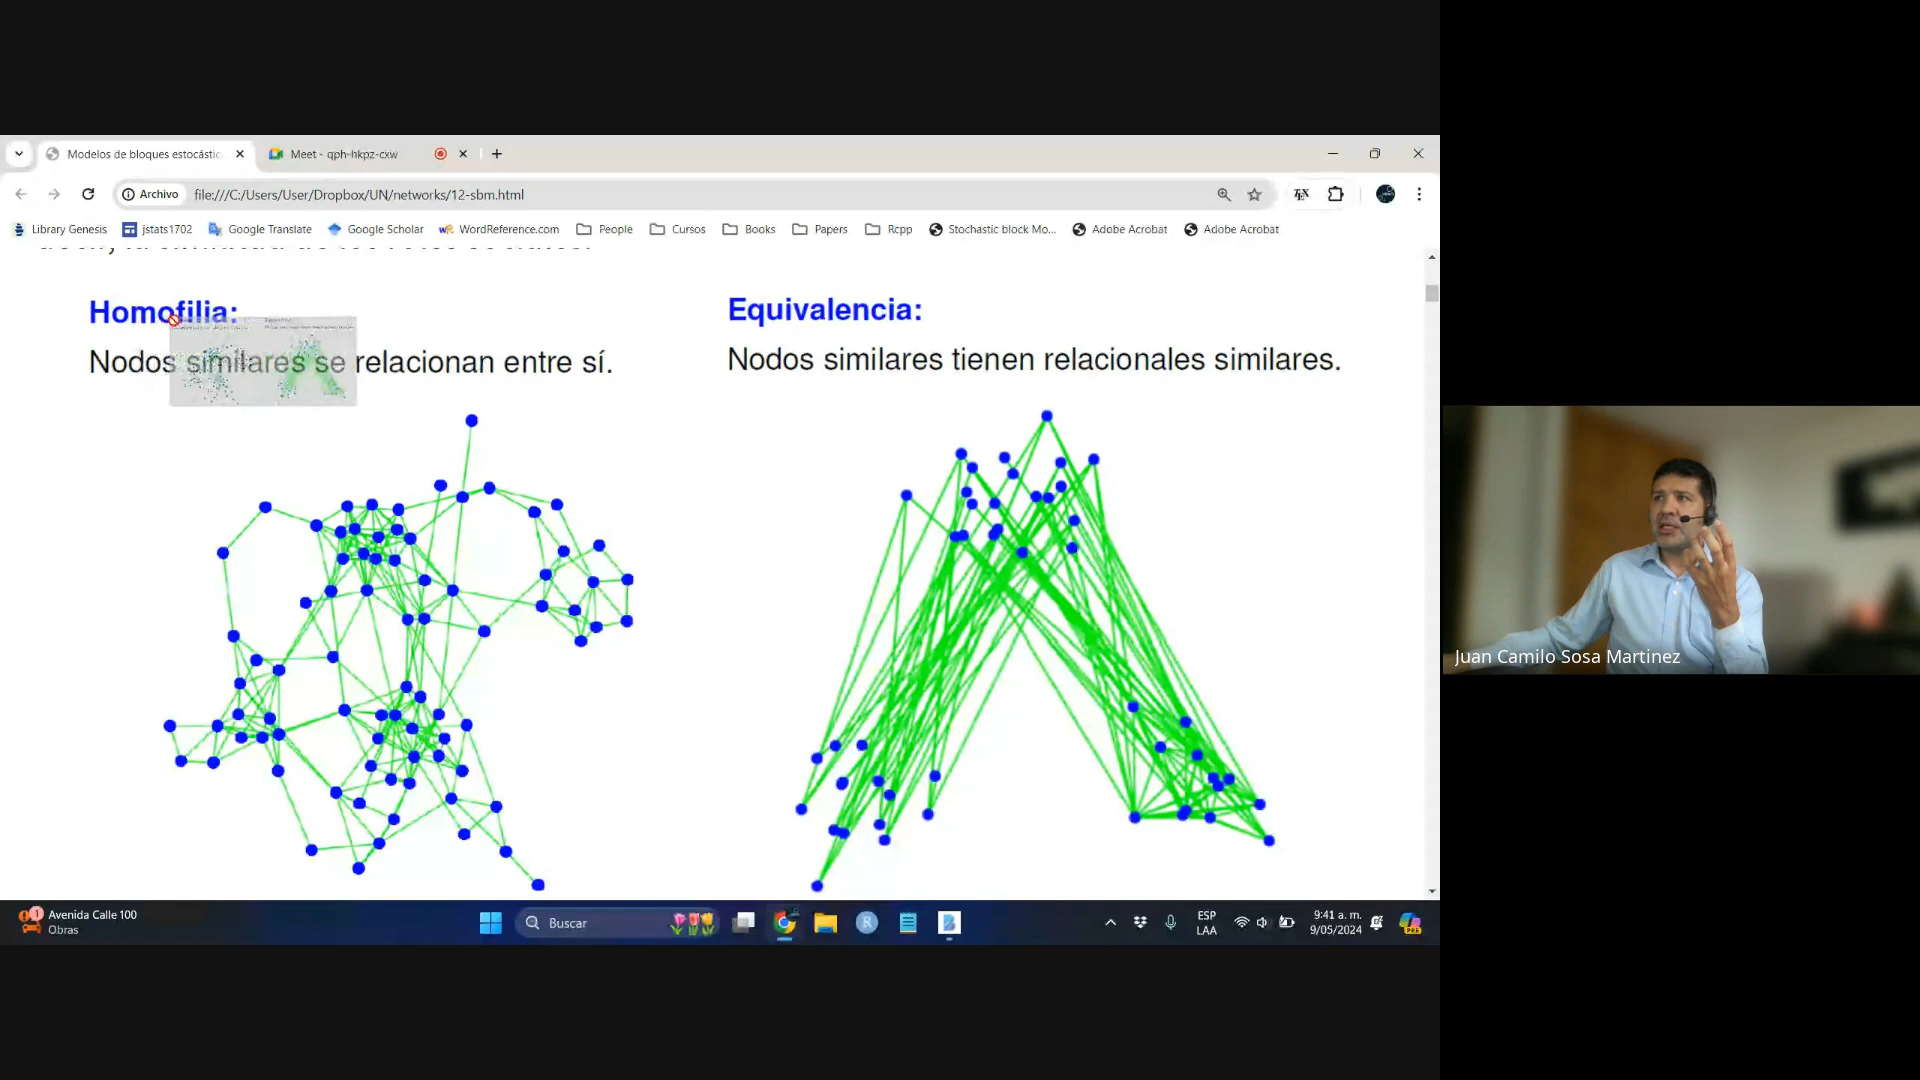 Modelos de bloques estocástic
Meet - qph-hkpz-cxw
Archivo
file:///C:/Users/User/Dropbox/UN/networks/12-sbm.html
Library Genesis
jstats1702
Google Translate
Google Scholar
WordReference.com
People
Cursos
Books
Papers
Rcpp
Stochastic block Mo...
Adobe Acrobat
Adobe Acrobat
Homofilia:
Nodos similares se relacionan entre sí.
Equivalencia:
Nodos similares tienen relacionales similares.
Juan Camilo Sosa Martinez
Avenida Calle 100
Obras
Buscar
ESP
LAA
9:41 a. m.
9/05/2024